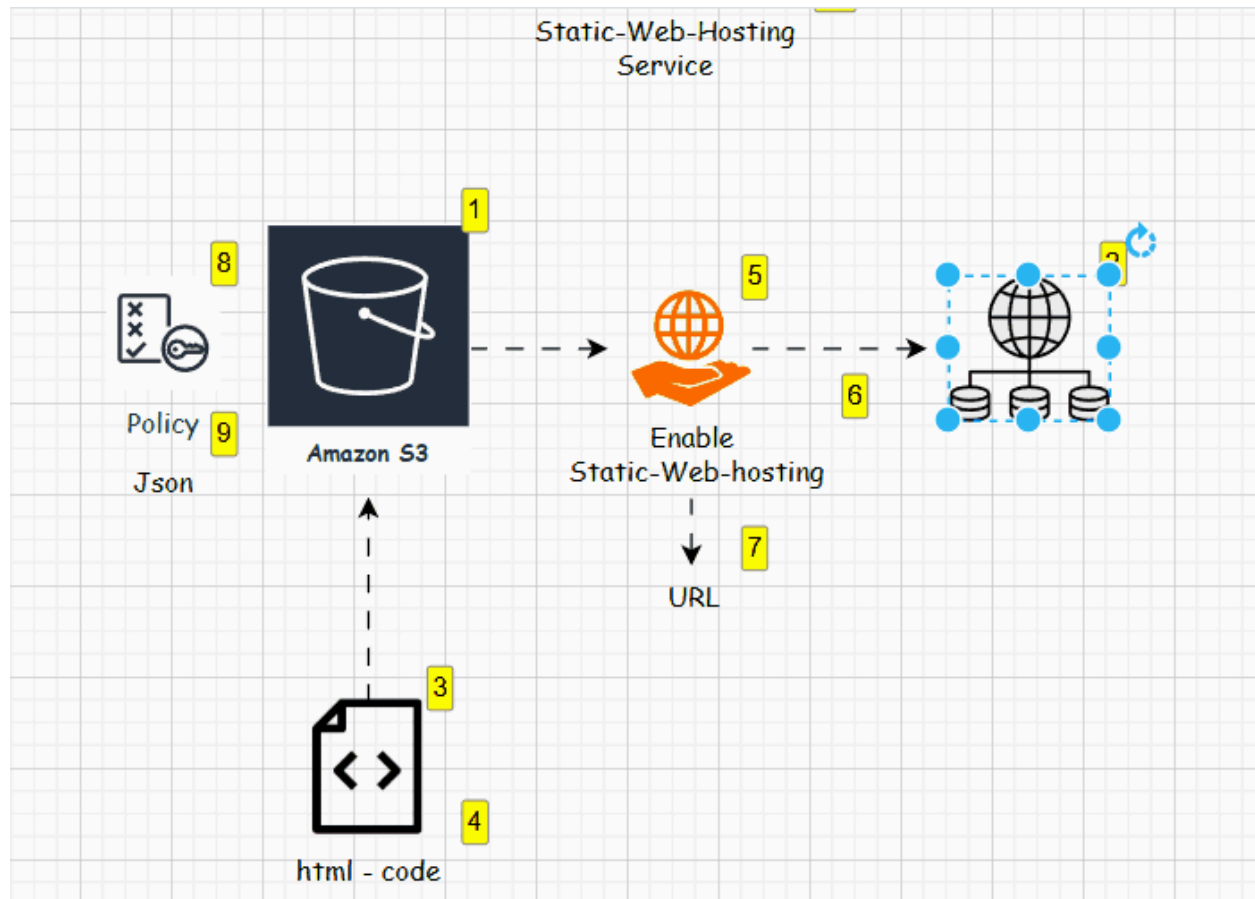 Static-Web-Hosting
Service
1
8
5
6
Policy
9
Json
Amazon S3
Enable
Static-Web-hosting
7
URL
3
4
html - code